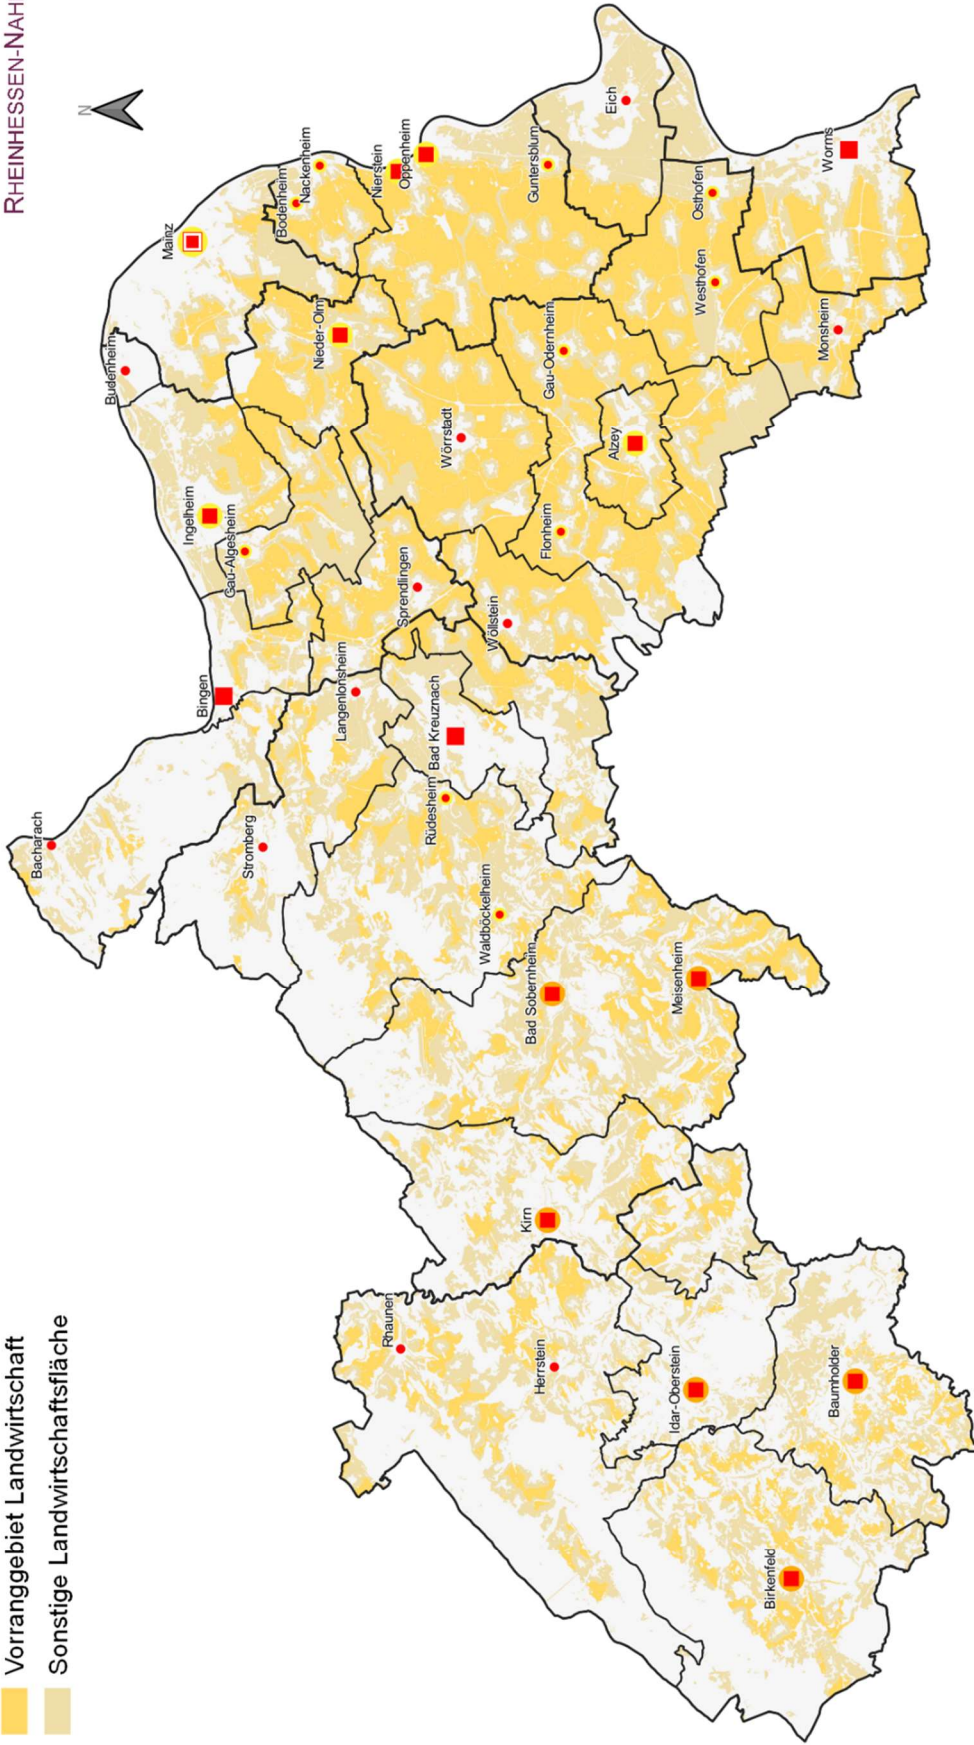 RHEINHESSEN-NAH
Vorranggebiet Landwirtschaft
Sonstige Landwirtschaftsfläche
N
Bacharach
Bingen
Stromberg
Langenlonsheim
Ingelheim
Gau-Algesheim
Budenheim
Mainz
Bodenheim
Nackenheim
Nierstein
Oppenheim
Nieder-Olm
Wörrstadt
Sprendlingen
Wöllstein
Bad Kreuznach
Rüdesheim
Waldböckelheim
Bad Sobernheim
Meisenheim
Kirn
Rhaunen
Herrstein
Idar-Oberstein
Baumholder
Birkenfeld
Guntersblum
Eich
Gau-Odernheim
Flonheim
Alzey
Osthofen
Westhofen
Worms
Monsheim